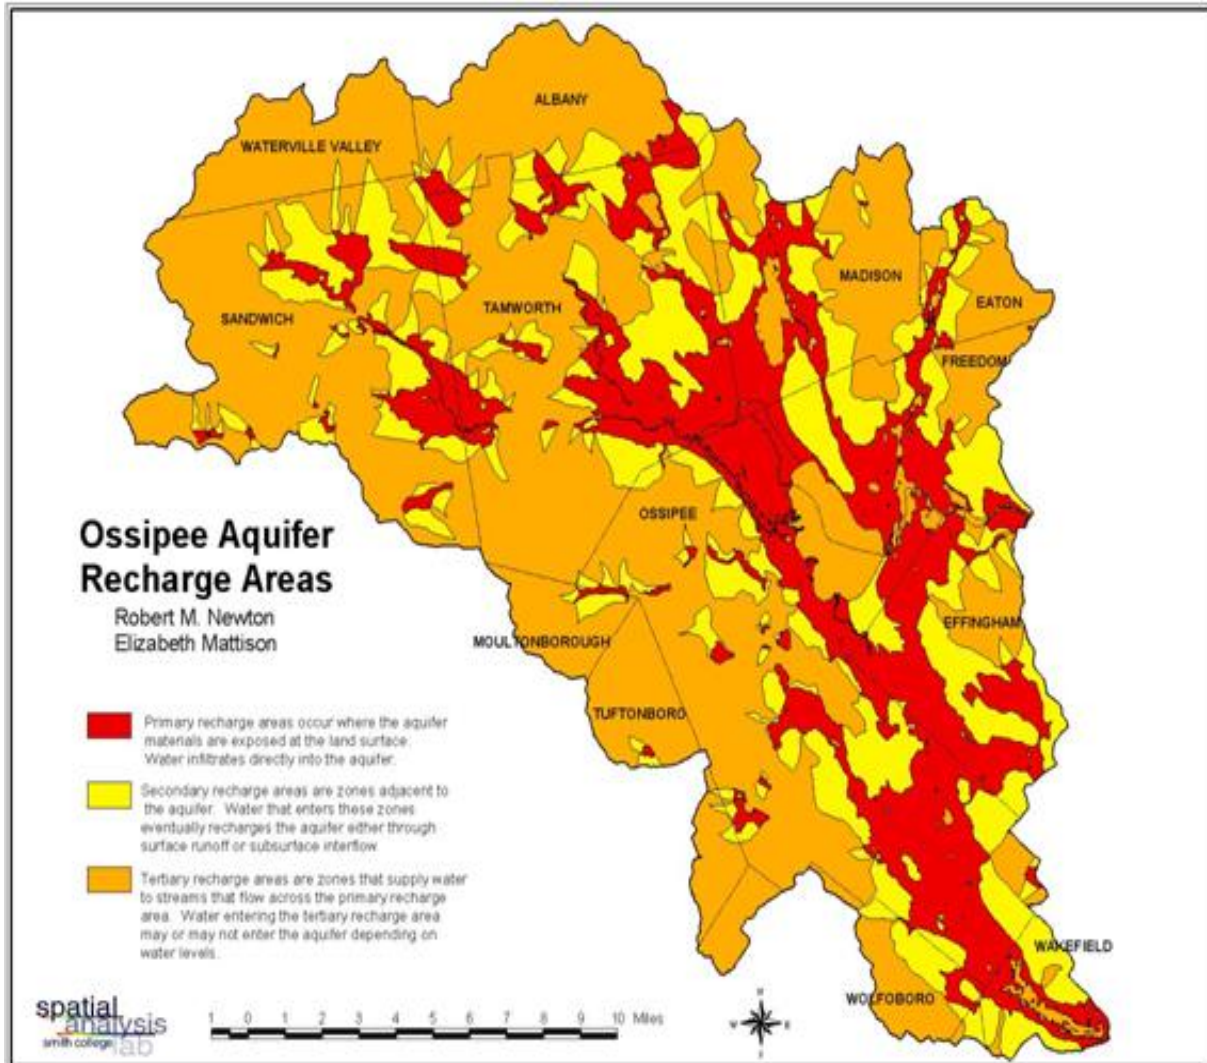 ALBANY
WATERVILLE VALLEY
MADISON
EATON
TAMWORTH
SANDWICH
FREEDOM
OSSIPEE
Ossipee Aquifer
Recharge Areas
Robert M. Newton
Elizabeth Mattison
EFFINGHAM
MOULTONBOROUGH
TUFTONBORO
Primary recharge areas occur where the aquifer
materials are exposed at the land surface.
Water infiltrates directly into the aquifer.
Secondary recharge areas are zones adjacent to
the aquifer. Water that enters these zones
eventually recharges the aquifer either through
surface runoff or subsurface interflow
Tertiary recharge areas are zones that supply water
to streams that flow across the primary recharge
area. Water entering the tertiary recharge area
may or may not enter the aquifer depending on
water levels.
WAKEFIELD
WOLFOBORO
spatial
analysis
smith college lab
1 0 1 2 3 4 5 6 7 8 9 10 Miles
N
W E